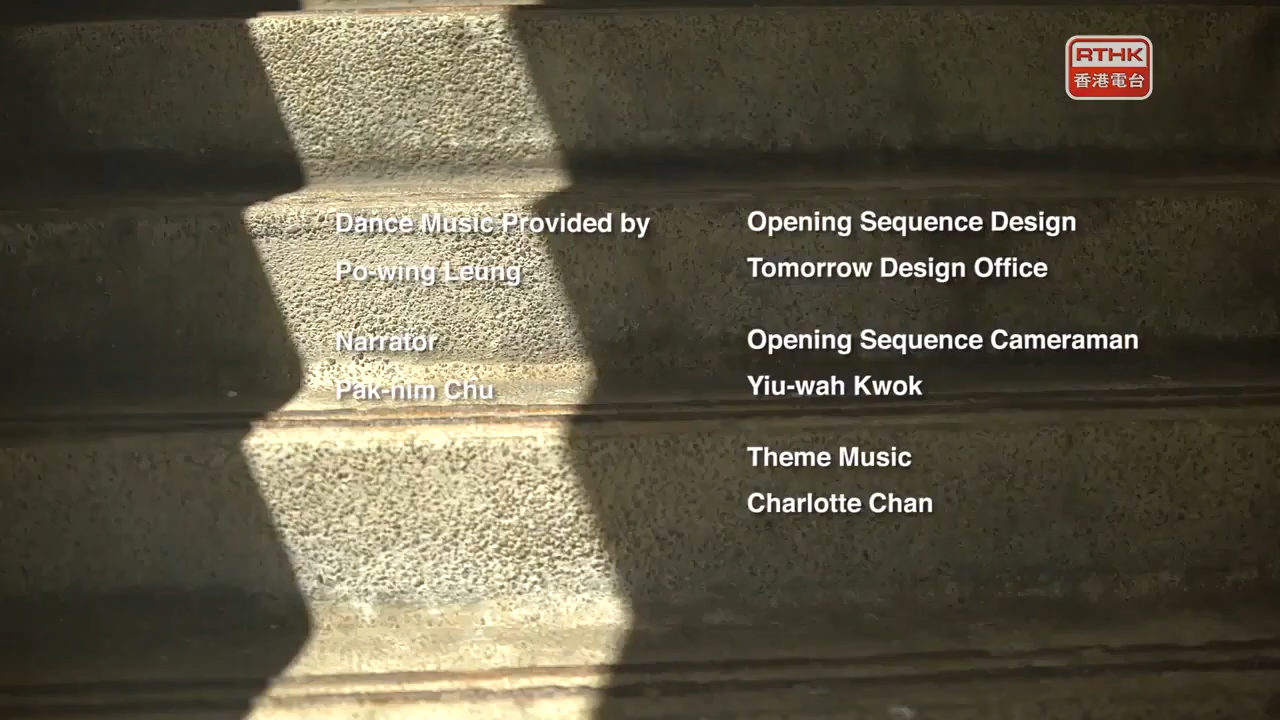 RTHK
香港電台
Dance Music Provided by
Po-wing Leung
Narrator
Pak-nim Chu
Opening Sequence Design
Tomorrow Design Office
Opening Sequence Cameraman
Yiu-wah Kwok
Theme Music
Charlotte Chan